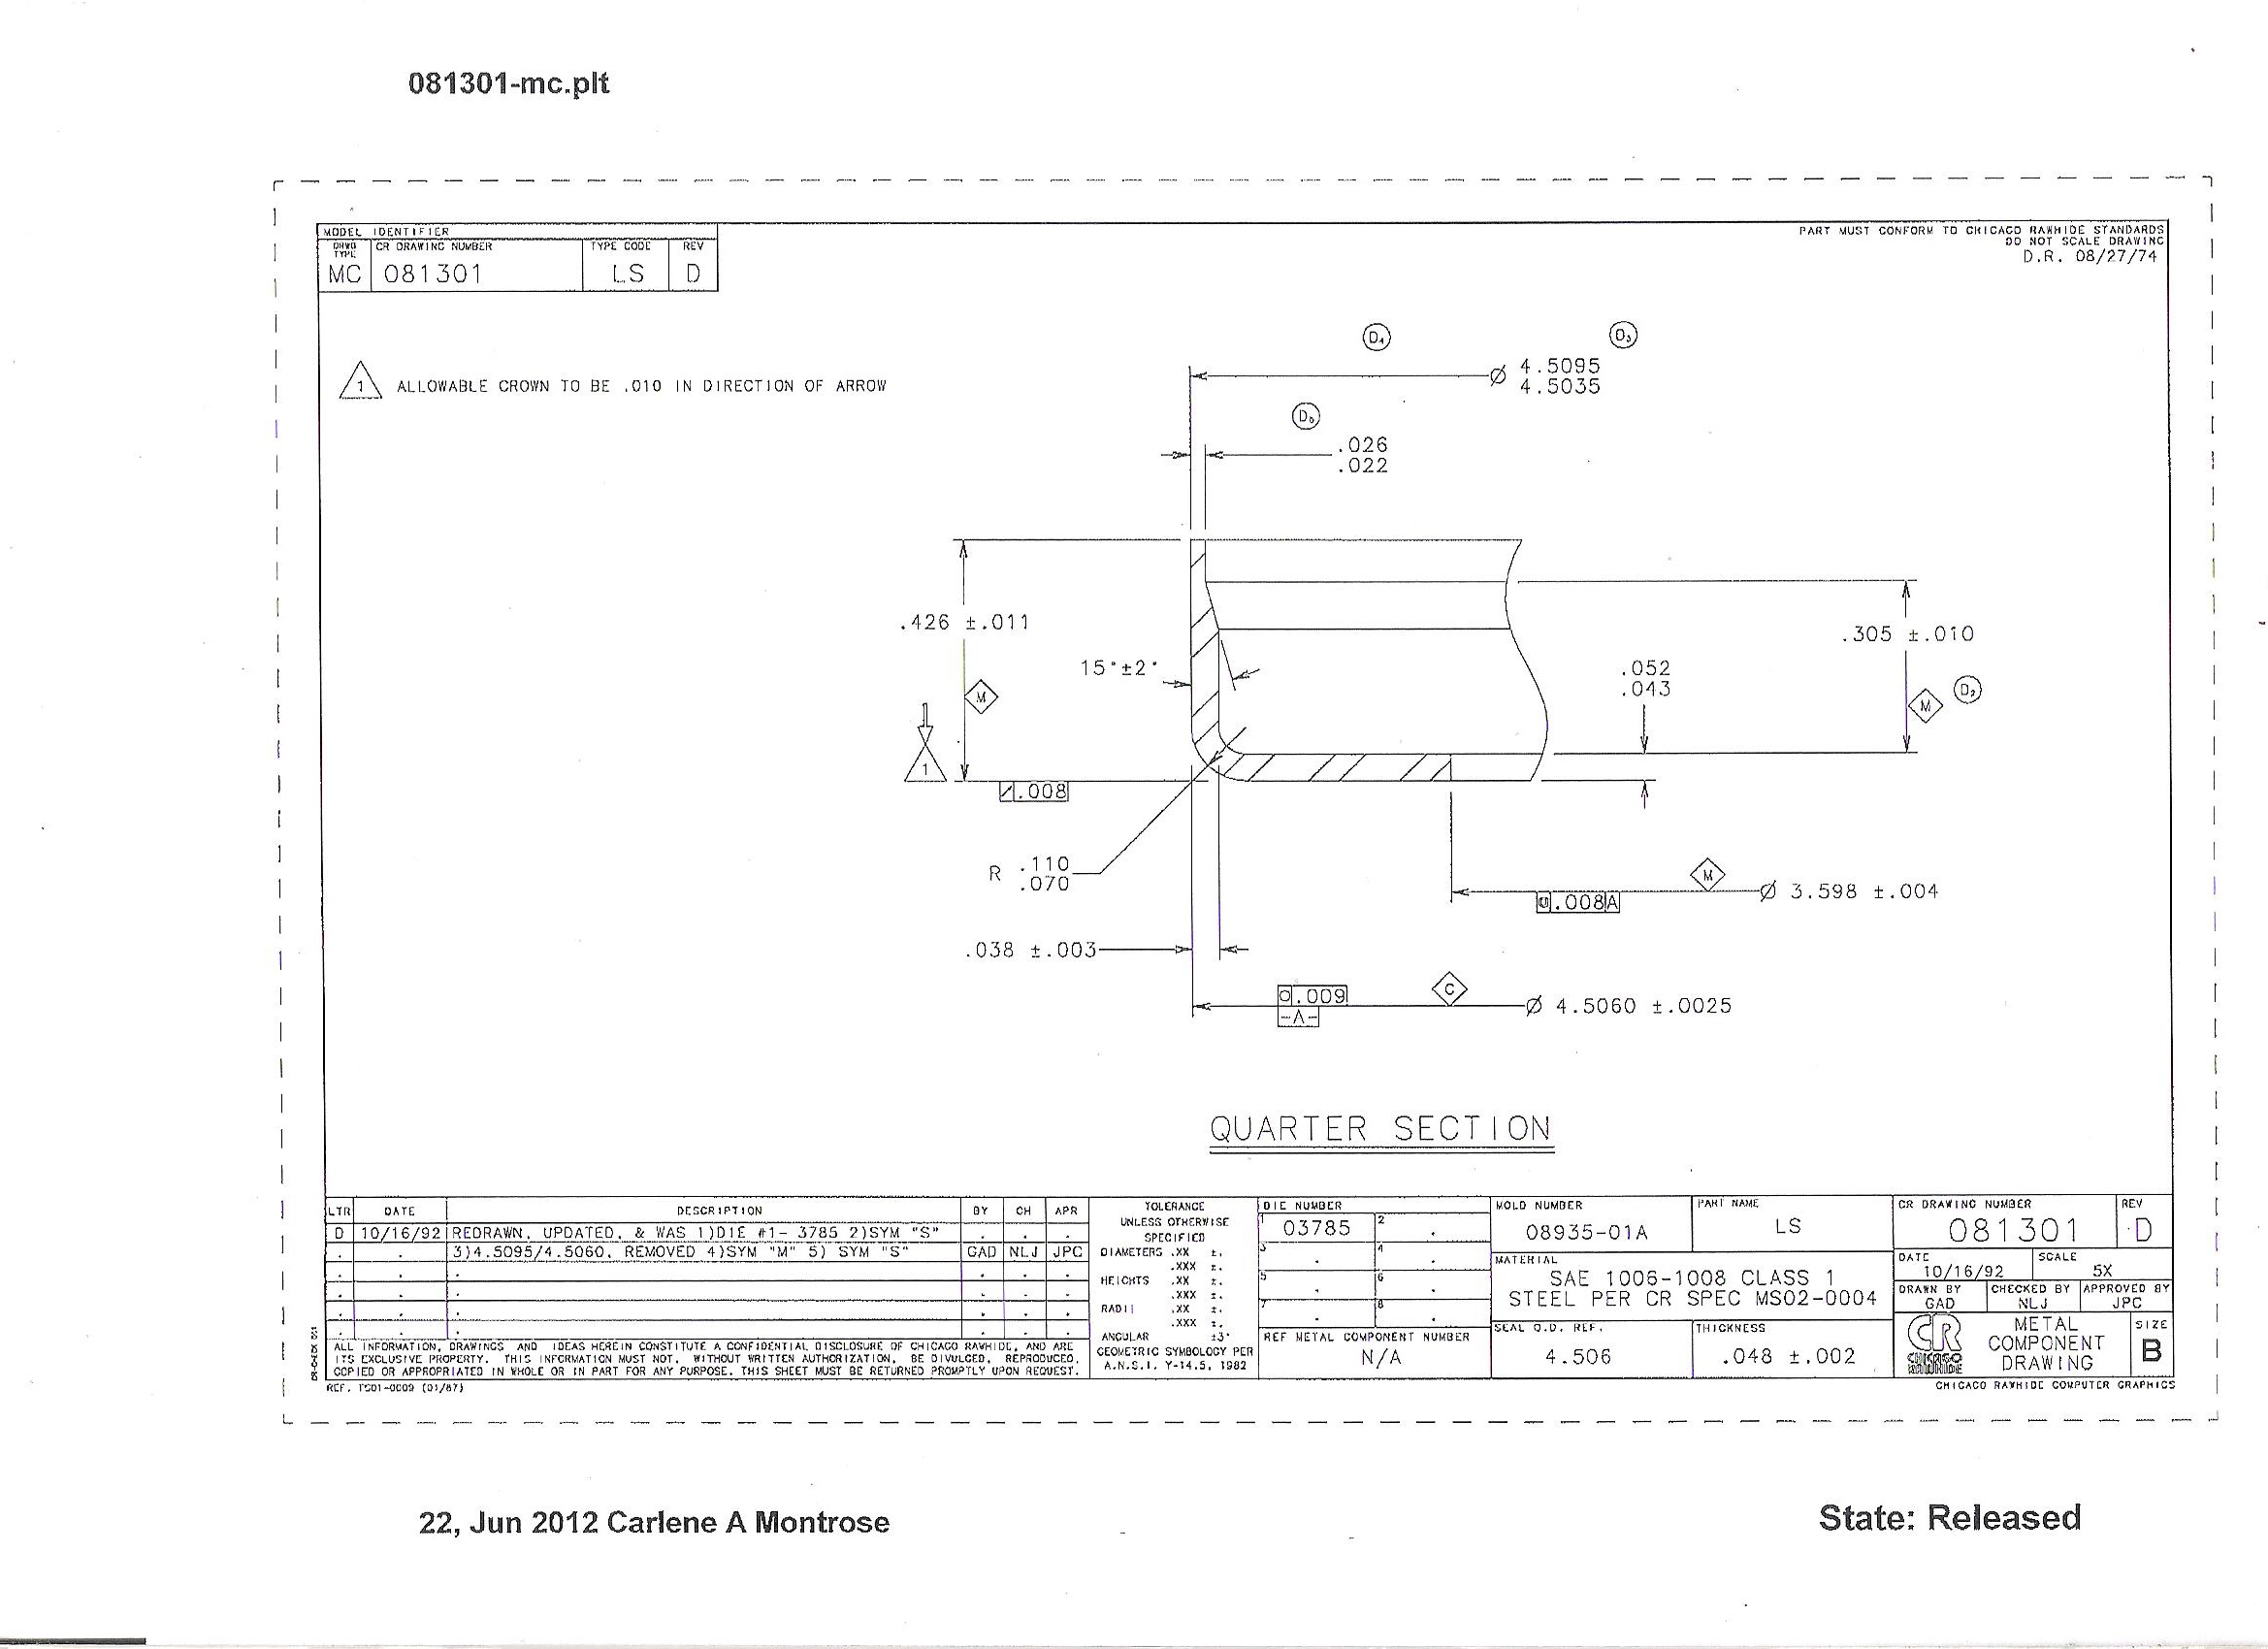 081301-mc.plt
MODEL IDENTIFIER
DRWG TYPE
CR DRAWING NUMBER
TYPE CODE
REV
MC
081301
LS
D
PART MUST CONFORM TO CHICAGO RAWHIDE STANDARDS
DO NOT SCALE DRAWING
D.R. 08/27/74
1
ALLOWABLE CROWN TO BE .010 IN DIRECTION OF ARROW
D4
D3
Ø 4.5095
4.5035
.026
.022
.426 ±.011
.305 ±.010
15°±2°
.052
.043
M
M
D2
1
.008
R .110
.070
M
.008 A
Ø 3.598 ±.004
.038 ±.003
.009
-A-
C
Ø 4.5060 ±.0025
QUARTER SECTION
LTR DATE DESCRIPTION BY CH APR
D 10/16/92 REDRAWN, UPDATED, & WAS 1)DIE #1- 3785 2)SYM "S"
3)4.5095/4.5060, REMOVED 4)SYM "M" 5) SYM "S" GAD NLJ JPC
ALL INFORMATION, DRAWINGS AND IDEAS HEREIN CONSTITUTE A CONFIDENTIAL DISCLOSURE OF CHICAGO RAWHIDE, AND ARE
ITS EXCLUSIVE PROPERTY. THIS INFORMATION MUST NOT, WITHOUT WRITTEN AUTHORIZATION, BE DIVULGED, REPRODUCED,
COPIED OR APPROPRIATED IN WHOLE OR IN PART FOR ANY PURPOSE. THIS SHEET MUST BE RETURNED PROMPTLY UPON REQUEST.
REF. TS01-0009 (01/87)
TOLERANCE
UNLESS OTHERWISE
SPECIFIED
DIAMETERS .XX ±.
.XXX ±.
HEIGHTS .XX ±.
.XXX ±.
RADII .XX ±.
.XXX ±.
ANGULAR ±3°
GEOMETRIC SYMBOLOGY PER
A.N.S.I. Y-14.5, 1982
DIE NUMBER
1 03785 2
3 4
5 6
7 8
REF METAL COMPONENT NUMBER
N/A
MOLD NUMBER
08935-01A
PART NAME
LS
MATERIAL
SAE 1006-1008 CLASS 1
STEEL PER CR SPEC MS02-0004
SEAL O.D. REF.
4.506
THICKNESS
.048 ±.002
CR DRAWING NUMBER
081301
REV
D
DATE
10/16/92
SCALE
5X
DRAWN BY
GAD
CHECKED BY
NLJ
APPROVED BY
JPC
CR
CHICAGO
RAWHIDE
METAL
COMPONENT
DRAWING
SIZE
B
CHICAGO RAWHIDE COMPUTER GRAPHICS
22, Jun 2012 Carlene A Montrose
State: Released